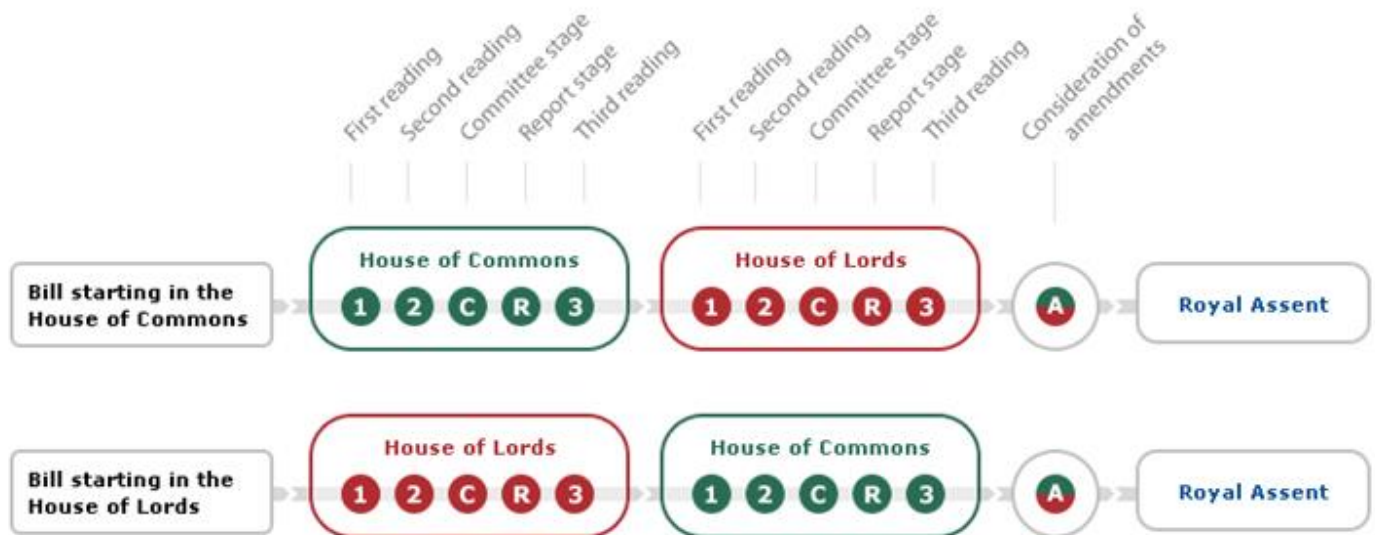 First reading
Second reading
Committee stage
Report stage
Third reading
First reading
Second reading
Committee stage
Report stage
Third reading
Consideration of
amendments
Bill starting in the
House of Commons
House of Commons
1 2 C R 3
House of Lords
1 2 C R 3
A
Royal Assent
Bill starting in the
House of Lords
House of Lords
1 2 C R 3
House of Commons
1 2 C R 3
A
Royal Assent